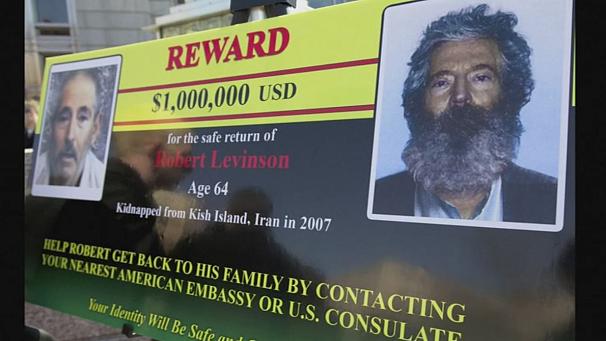 REWARD
$1,000,000 USD
for the safe return of
Robert Levinson
Age 64
Kidnapped from Kish Island, Iran in 2007
HELP ROBERT GET BACK TO HIS FAMILY BY CONTACTING
YOUR NEAREST AMERICAN EMBASSY OR U.S. CONSULATE
Your Identity Will Be Safe and